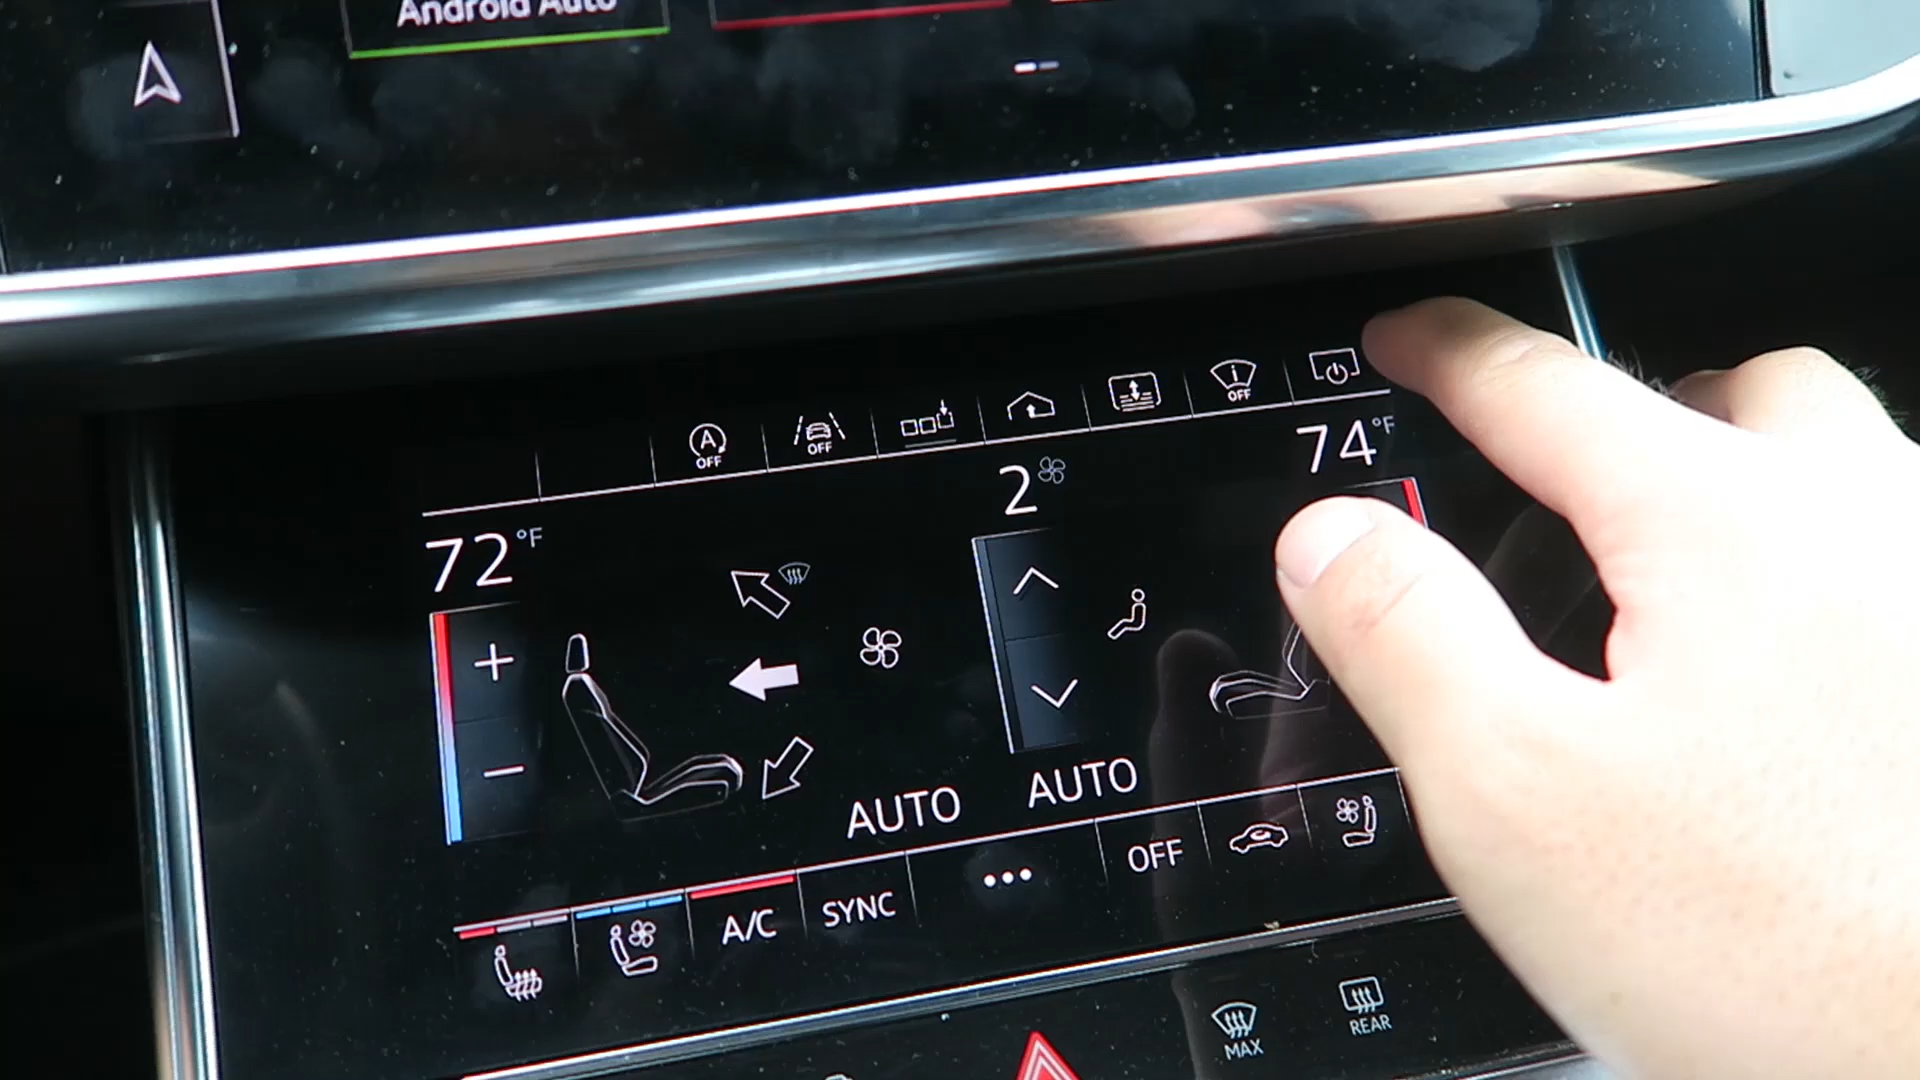 Android Auto
A
OFF
OFF
i
OFF
72°F
2
74°F
AUTO
AUTO
A/C
SYNC
OFF
MAX
REAR